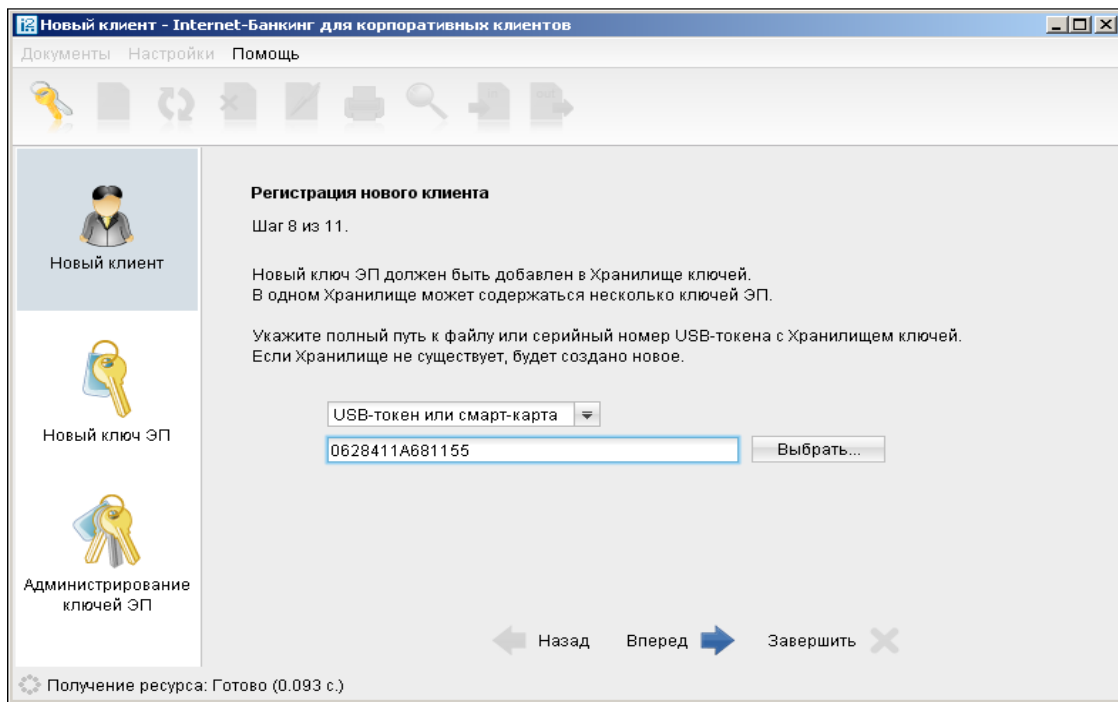 Новый клиент - Internet-Банкинг для корпоративных клиентов
Документы Настройки Помощь
in
out
Новый клиент
Новый ключ ЭП
Администрирование
ключей ЭП
Регистрация нового клиента
Шаг 8 из 11.
Новый ключ ЭП должен быть добавлен в Хранилище ключей.
В одном Хранилище может содержаться несколько ключей ЭП.
Укажите полный путь к файлу или серийный номер USB-токена с Хранилищем ключей.
Если Хранилище не существует, будет создано новое.
USB-токен или смарт-карта
0628411A681155 Выбрать...
Назад Вперед Завершить
Получение ресурса: Готово (0.093 с.)